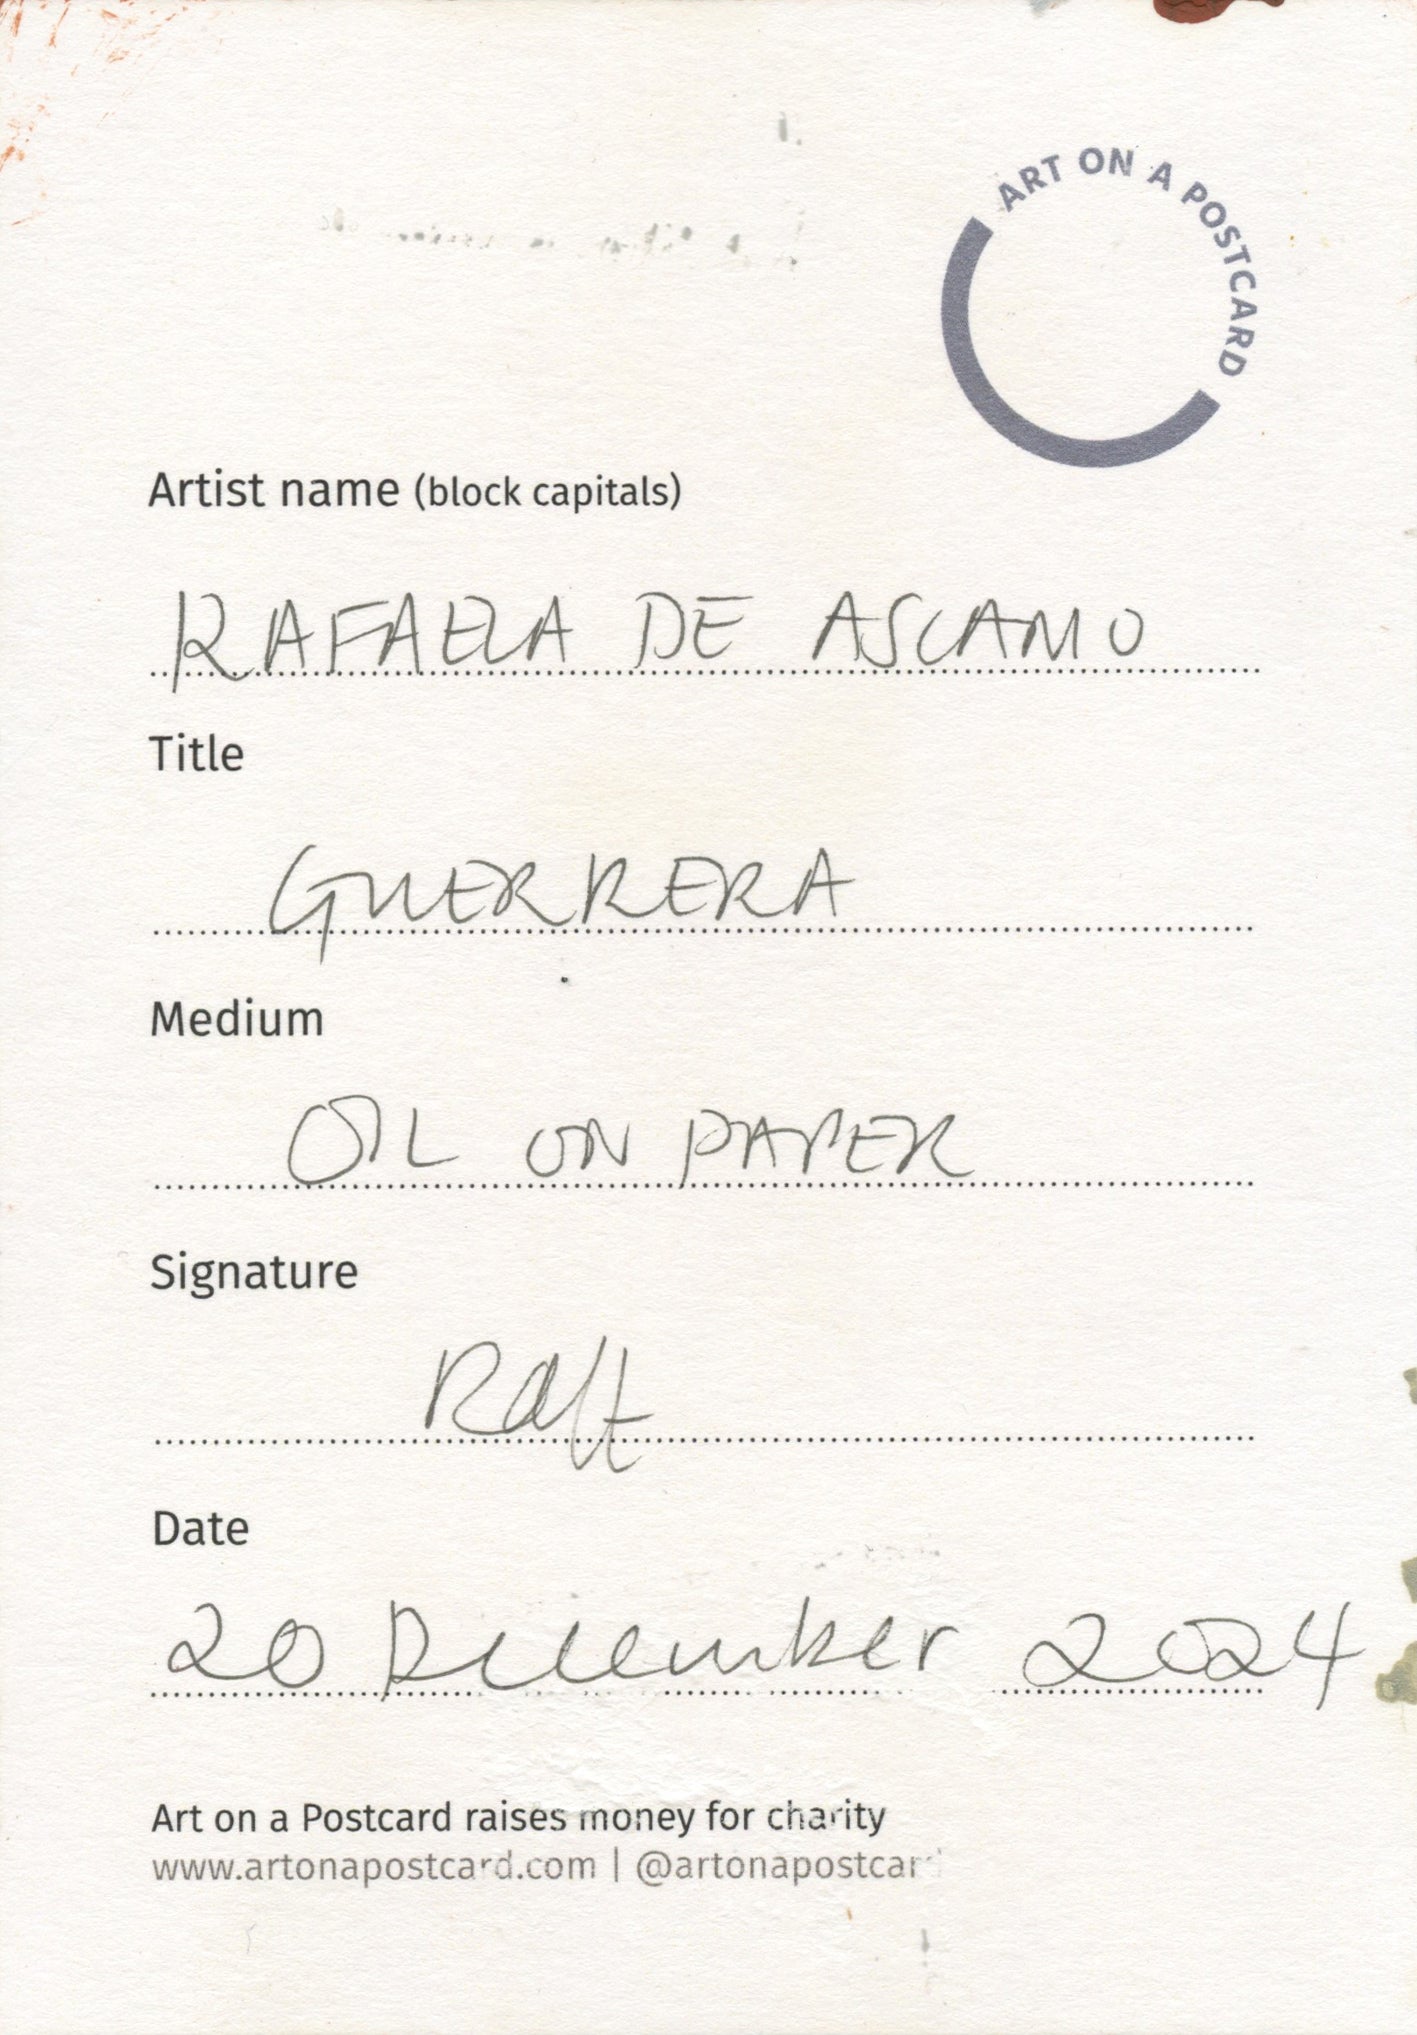 ART ON A POSTCARD
Artist name (block capitals)
RAFAELA DE ASCANIO
Title
GUERRERA
Medium
OIL ON PAPER
Signature
Date
20 December 2024
Art on a Postcard raises money for charity
www.artonapostcard.com | @artonapostcard